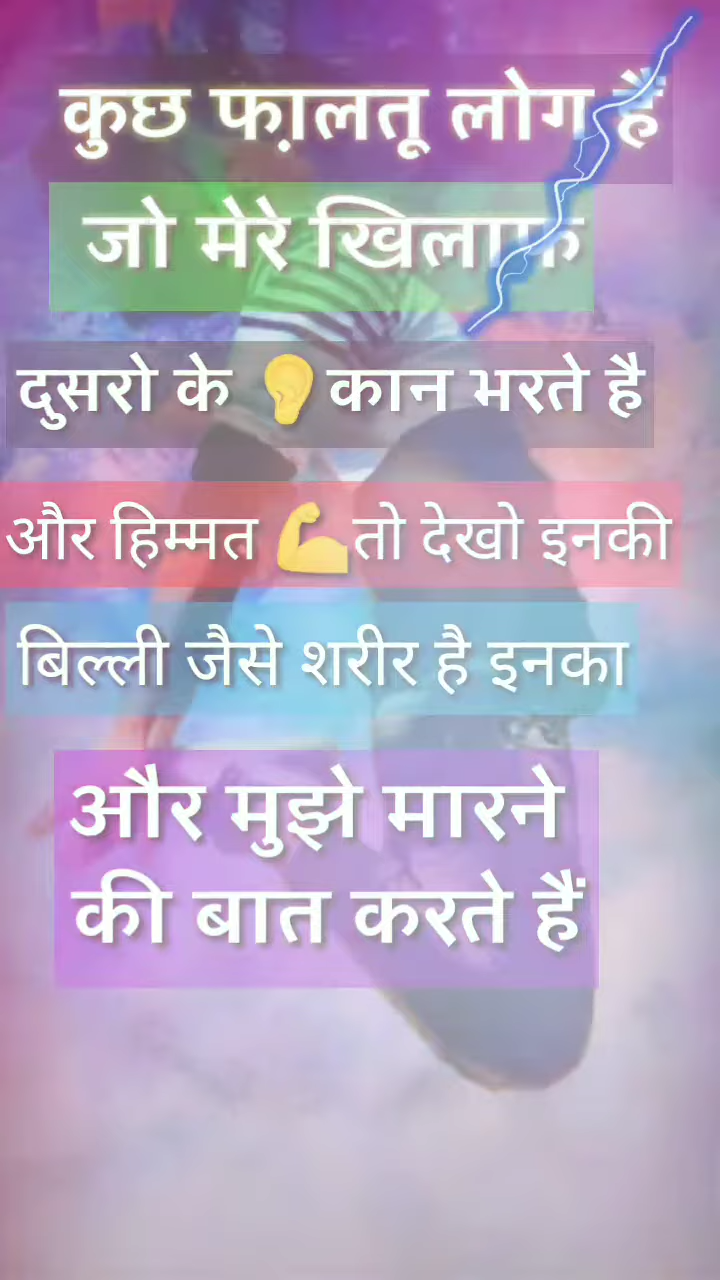 कुछ फा़लतू लोग है
जो मेरे खिलाफ
दुसरो के 👂कान भरते है
और हिम्मत 💪तो देखो इनकी
बिल्ली जैसे शरीर है इनका
और मुझे मारने
की बात करते हैं